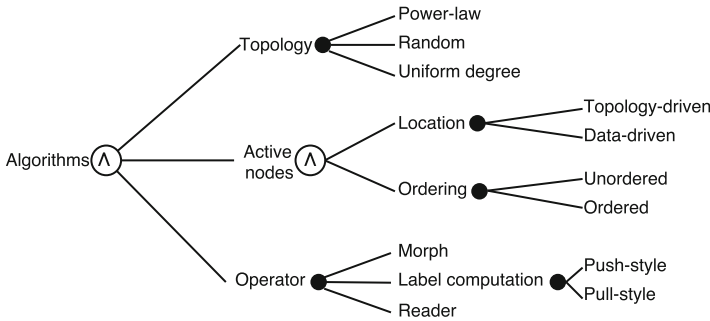 Power-law
Topology
Random
Uniform degree
Algorithms Λ
Active
nodes
Λ
Location
Topology-driven
Data-driven
Ordering
Unordered
Ordered
Operator
Morph
Label computation
Push-style
Pull-style
Reader